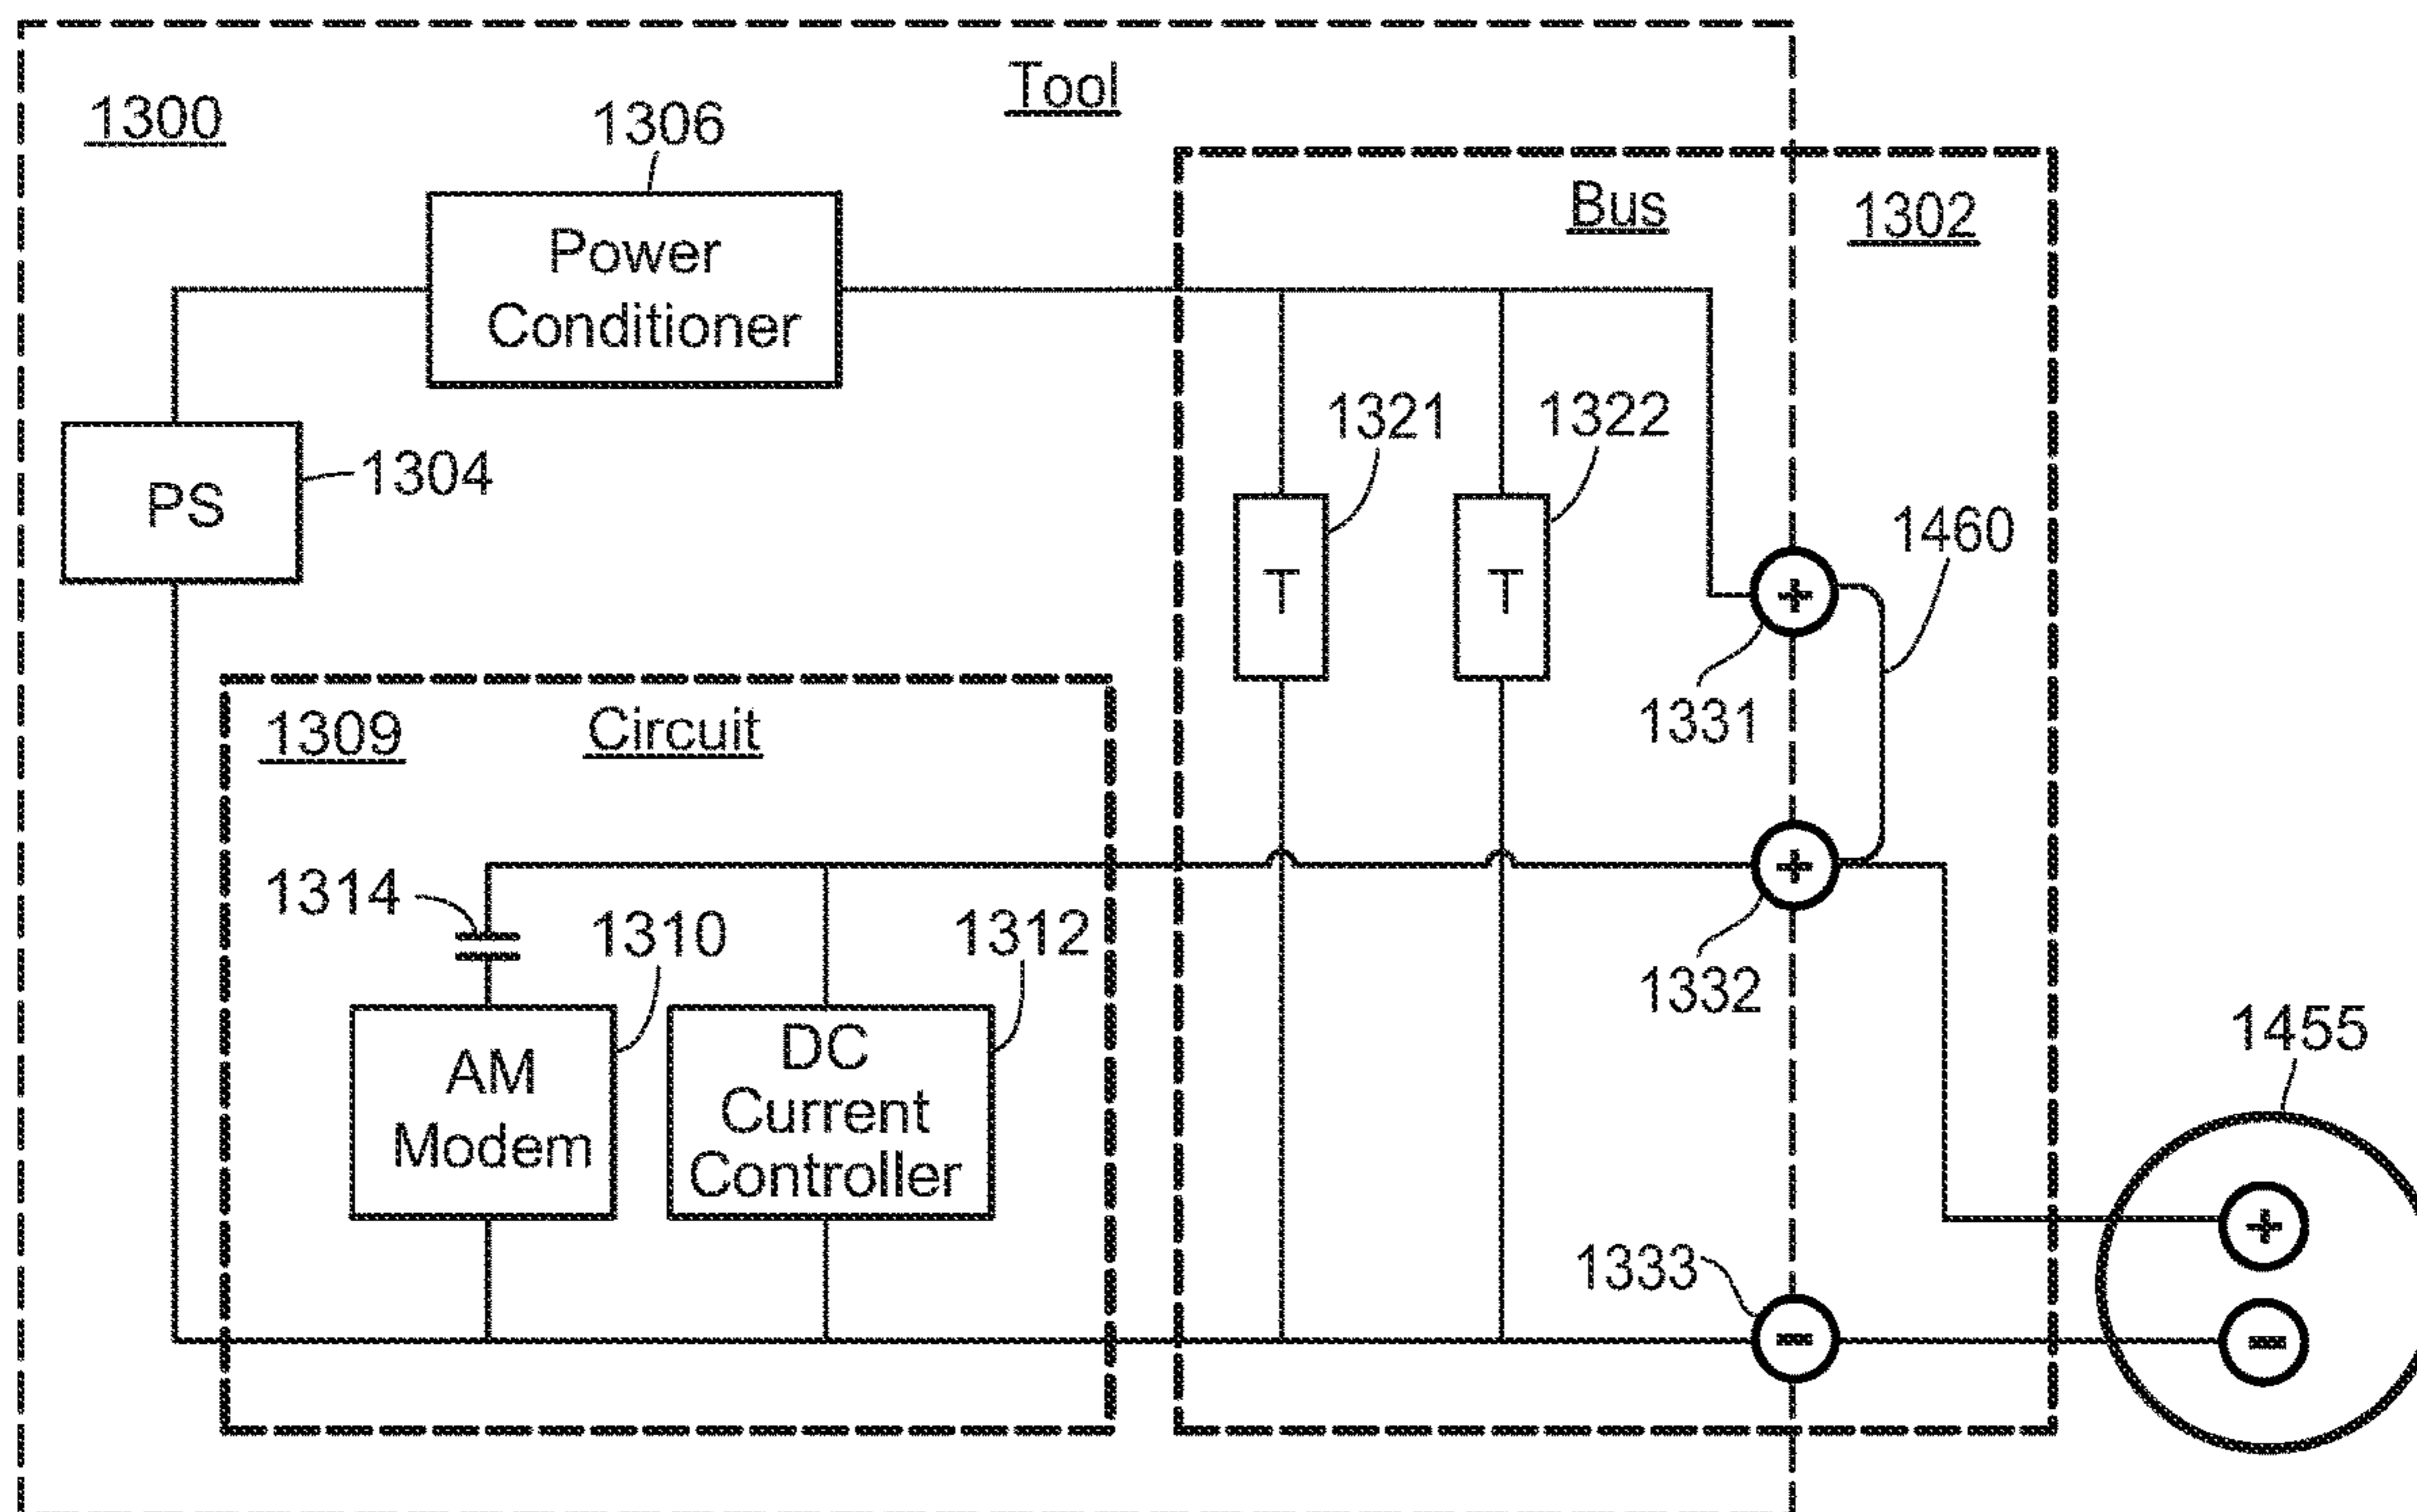 Tool
1300
1306
Power
Conditioner
Bus
1302
PS
1304
1321
1322
T
T
1460
+
1331
1309
Circuit
1314
1310
1312
+
1332
AM
Modem
DC
Current
Controller
1455
1333
+
-
-